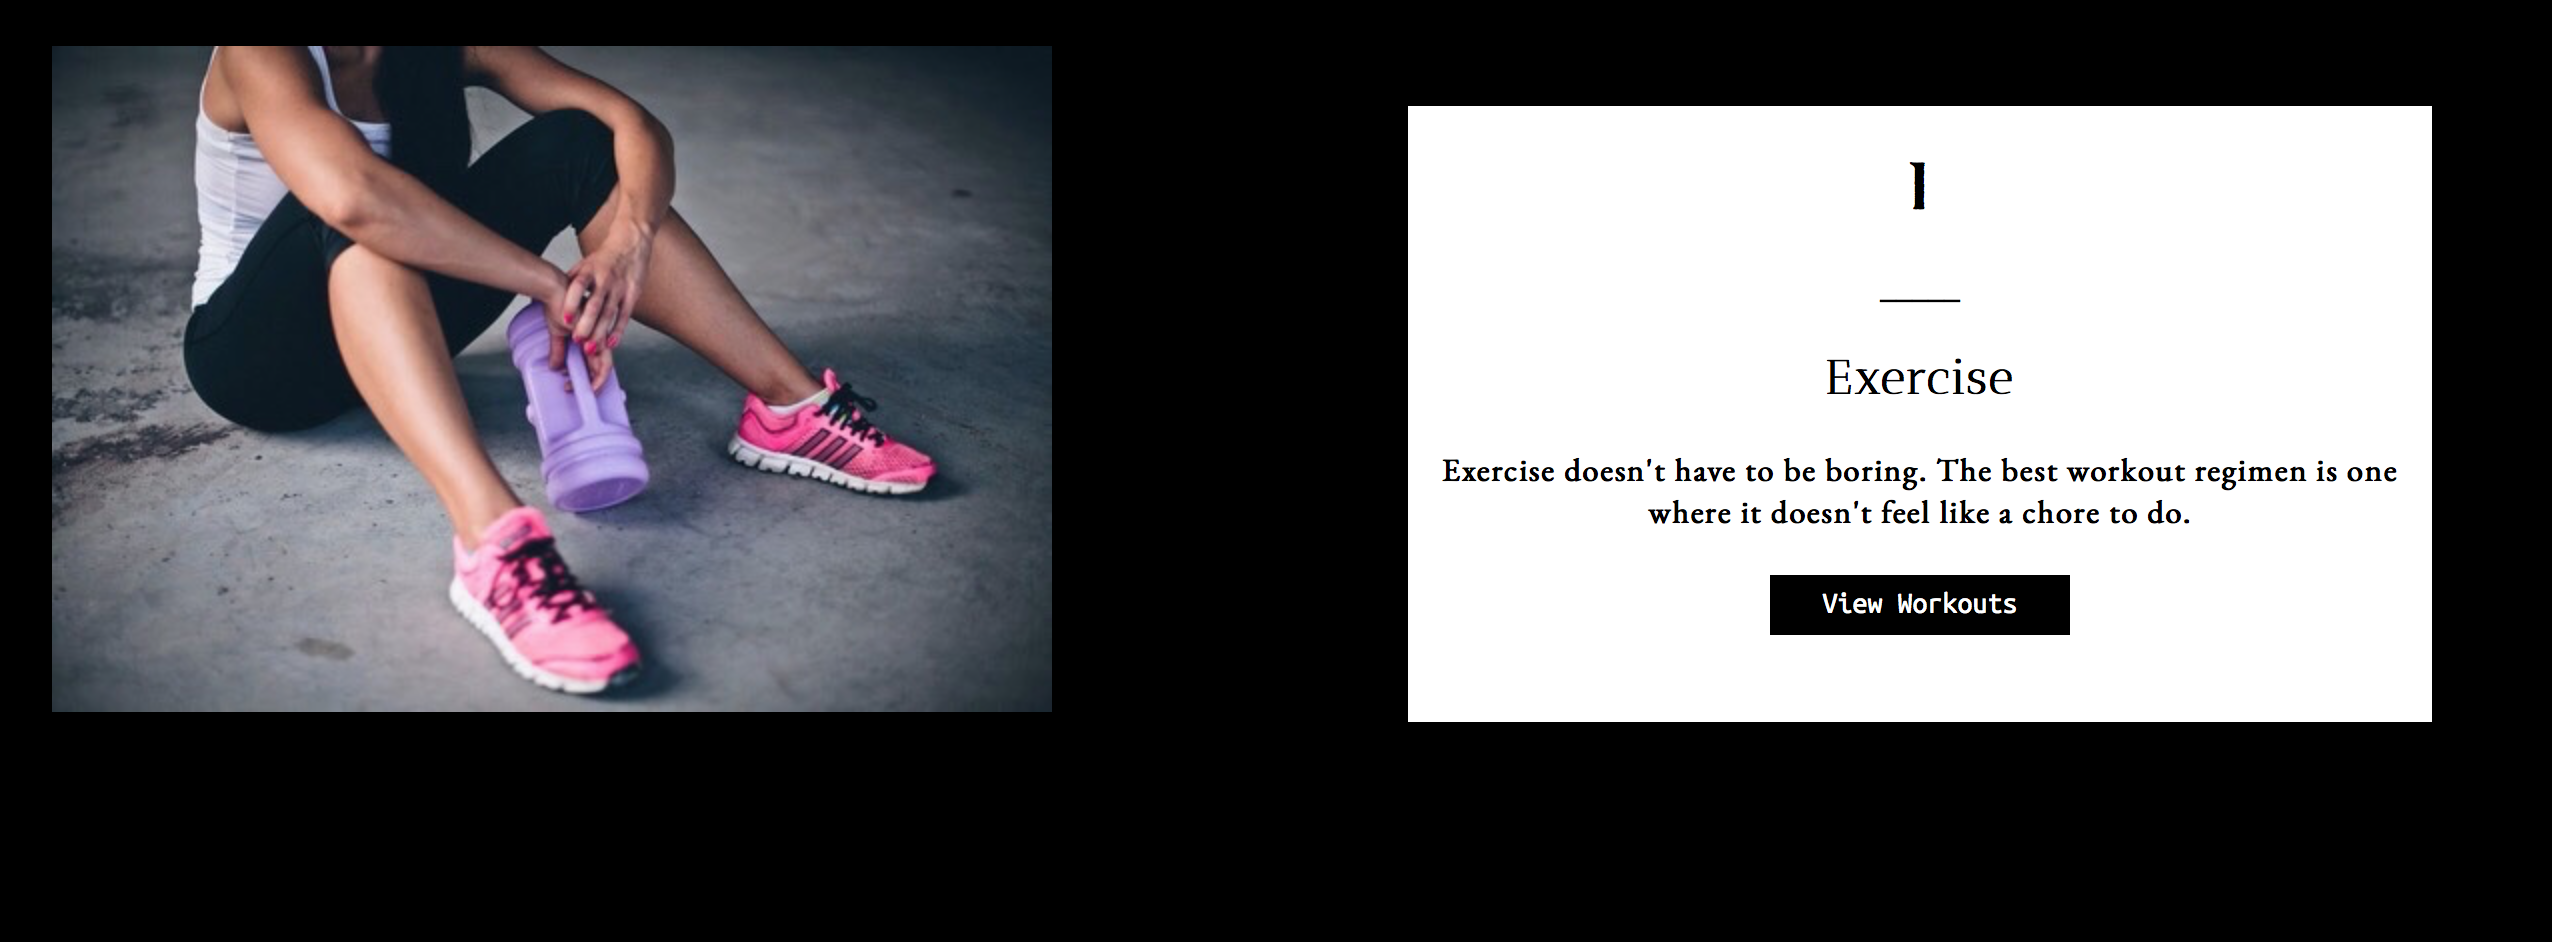 1
Exercise
Exercise doesn't have to be boring. The best workout regimen is one
where it doesn't feel like a chore to do.
View Workouts